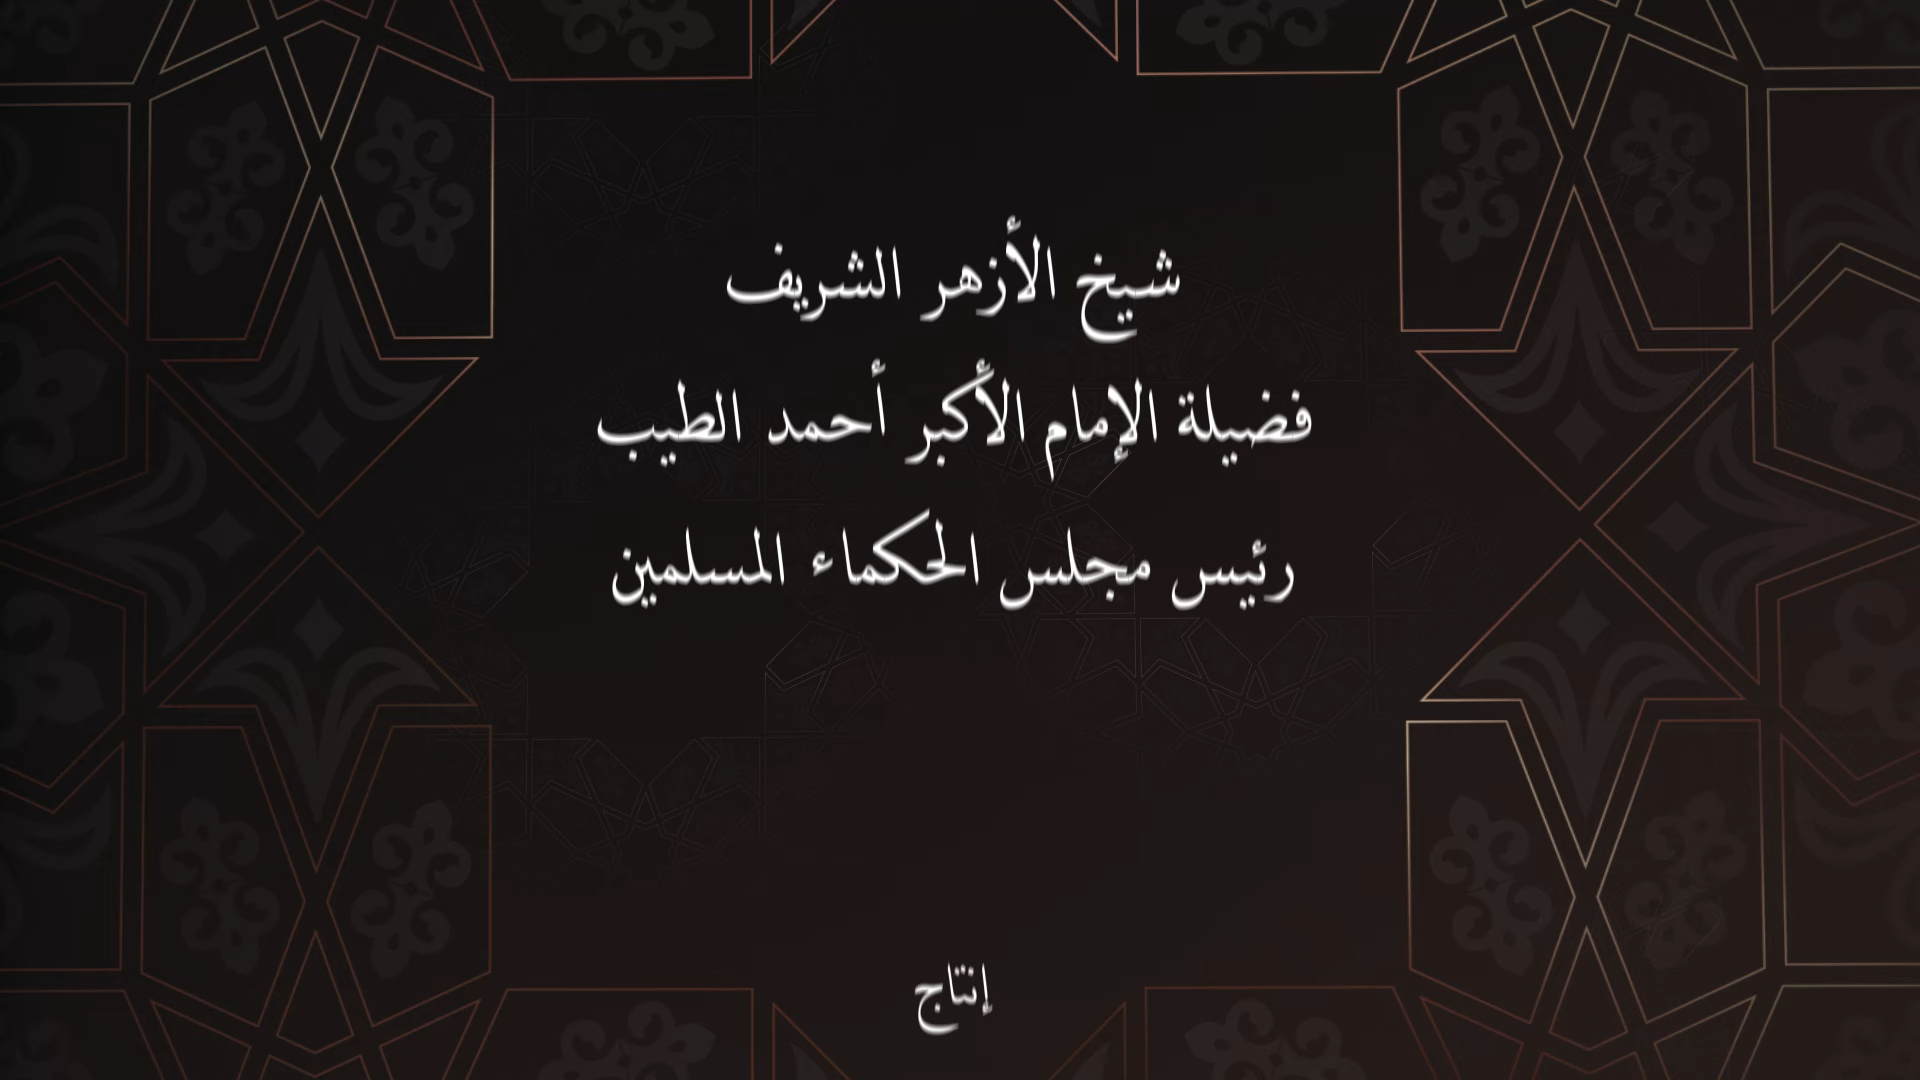 شيخ الأزهر الشريف
فضيلة الإمام الأكبر أحمد الطيب
رئيس مجلس الحكماء المسلمين
إنتاج